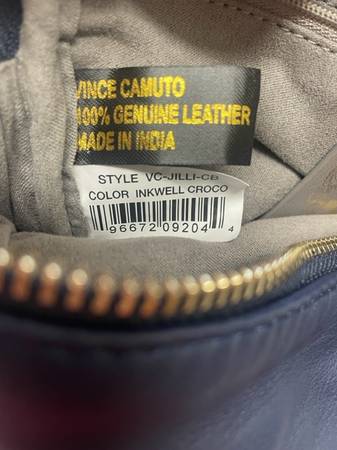 VINCE CAMUTO
100% GENUINE LEATHER
MADE IN INDIA
STYLE VC-JILLI-CB
COLOR INKWELL CROCO
96672 09204 4